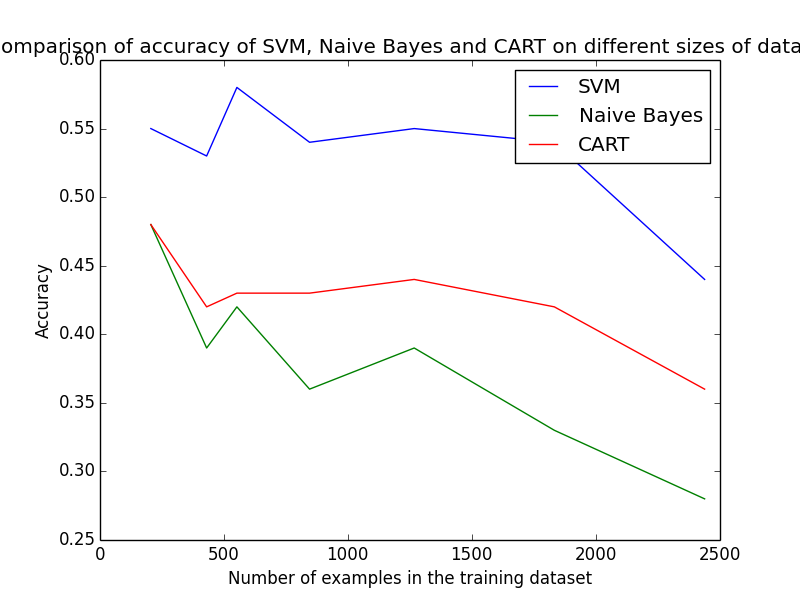 omparison of accuracy of SVM, Naive Bayes and CART on different sizes of data
0.60
0.55
0.50
0.45
0.40
0.35
0.30
0.25
Accuracy
SVM
Naive Bayes
CART
0 500 1000 1500 2000 2500
Number of examples in the training dataset